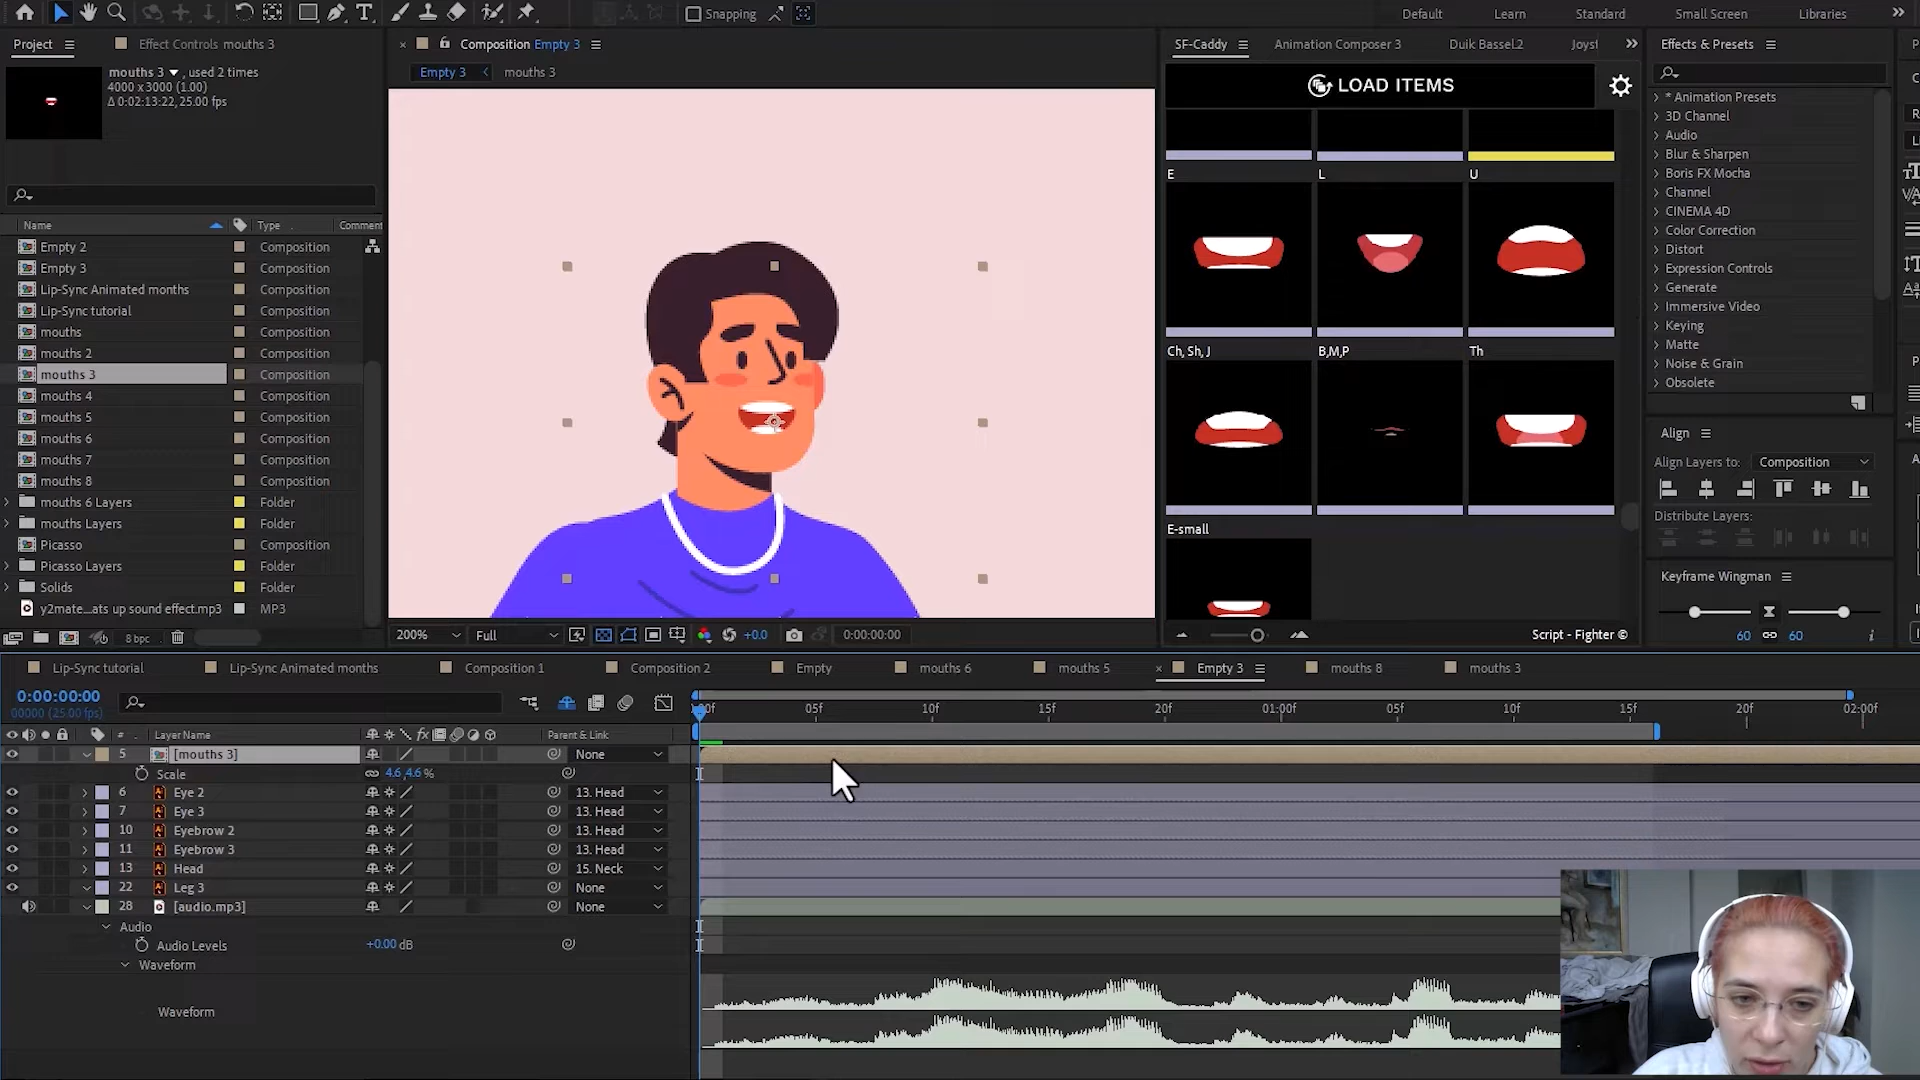 Snapping
Default
Learn
Standard
Small Screen
Libraries
Project
Effect Controls mouths 3
mouths 3, used 2 times
4000 x 3000 (1.00)
Δ 0:02:13:22, 25.00 fps
Name
Type
Comment
Empty 2 Composition
Empty 3 Composition
Lip-Sync Animated months Composition
Lip-Sync tutorial Composition
mouths Composition
mouths 2 Composition
mouths 3 Composition
mouths 4 Composition
mouths 5 Composition
mouths 6 Composition
mouths 7 Composition
mouths 8 Composition
mouths 6 Layers Folder
mouths Layers Folder
Picasso Composition
Picasso Layers Folder
Solids Folder
y2mate...ats up sound effect.mp3 MP3
8 bpc
Composition Empty 3
Empty 3
mouths 3
200%
Full
+0.0
0:00:00:00
SF-Caddy
Animation Composer 3
Duik Bassel.2
Joyst
LOAD ITEMS
E
L
U
Ch, Sh, J
B,M,P
Th
E-small
Script - Fighter ©
Effects & Presets
* Animation Presets
3D Channel
Audio
Blur & Sharpen
Boris FX Mocha
Channel
CINEMA 4D
Color Correction
Distort
Expression Controls
Generate
Immersive Video
Keying
Matte
Noise & Grain
Obsolete
Align
Align Layers to: Composition
Distribute Layers:
Keyframe Wingman
60
60
Lip-Sync tutorial
Lip-Sync Animated months
Composition 1
Composition 2
Empty
mouths 6
mouths 5
Empty 3
mouths 8
mouths 3
0:00:00:00
00000 (25.00 fps)
05f 10f 15f 20f 01:00f 05f 10f 15f 20f 02:00f
# Layer Name
Parent & Link
5 [mouths 3] None
Scale 4.6,4.6 %
6 Eye 2 13. Head
7 Eye 3 13. Head
10 Eyebrow 2 13. Head
11 Eyebrow 3 13. Head
13 Head 15. Neck
22 Leg 3 None
28 [audio.mp3] None
Audio
Audio Levels +0.00 dB
Waveform
Waveform